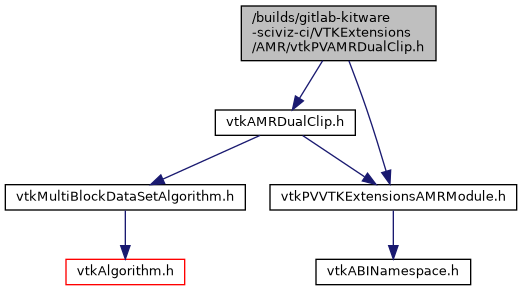 /builds/gitlab-kitware
-sciviz-ci/VTKExtensions
/AMR/vtkPVAMRDualClip.h
vtkAMRDualClip.h
vtkMultiBlockDataSetAlgorithm.h
vtkPVVTKExtensionsAMRModule.h
vtkAlgorithm.h
vtkABINamespace.h